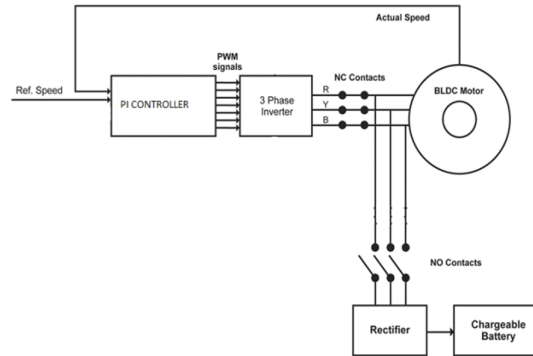 Actual Speed
PWM
signals
NC Contacts
Ref. Speed
PI CONTROLLER
3 Phase
Inverter
R
Y
B
BLDC Motor
NO Contacts
Rectifier
Chargeable
Battery